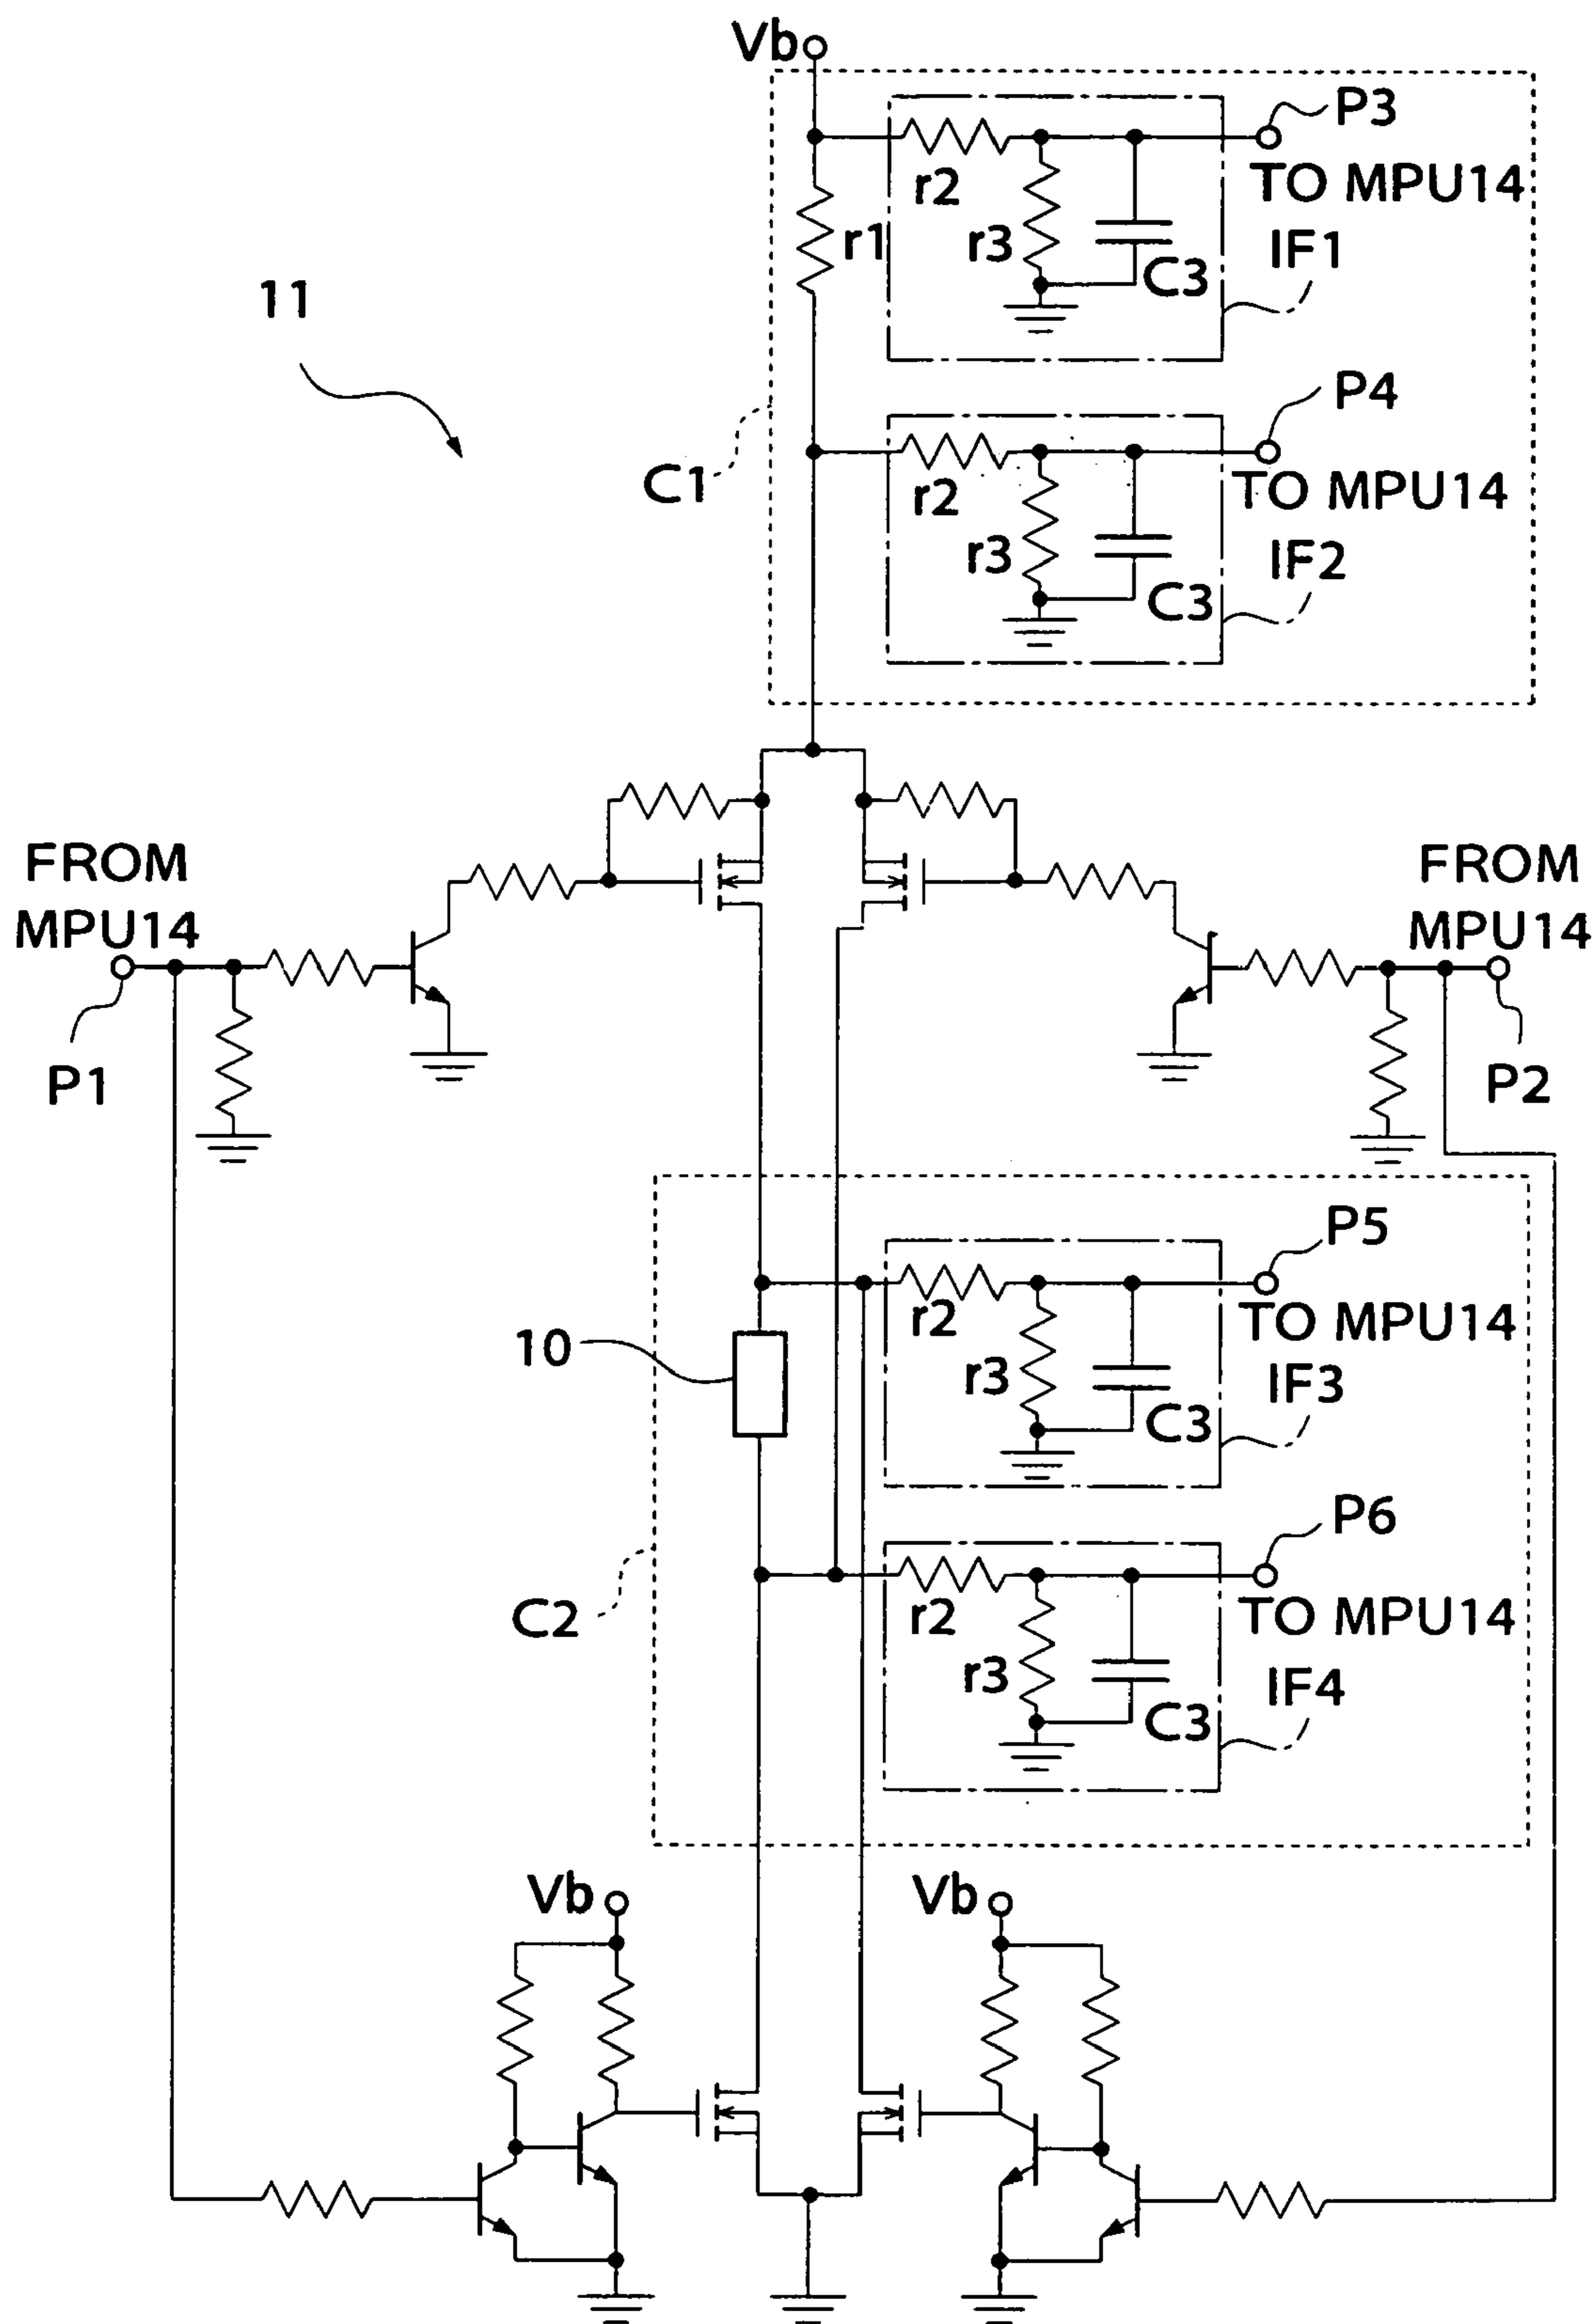 Vb
P3
TO MPU14
r2
r1
r3
IF1
C3
11
P4
C1
r2
TO MPU14
r3
IF2
C3
FROM
MPU14
FROM
MPU14
P1
P2
P5
r2
TO MPU14
10
r3
IF3
C3
P6
C2
r2
TO MPU14
r3
IF4
C3
Vb
Vb